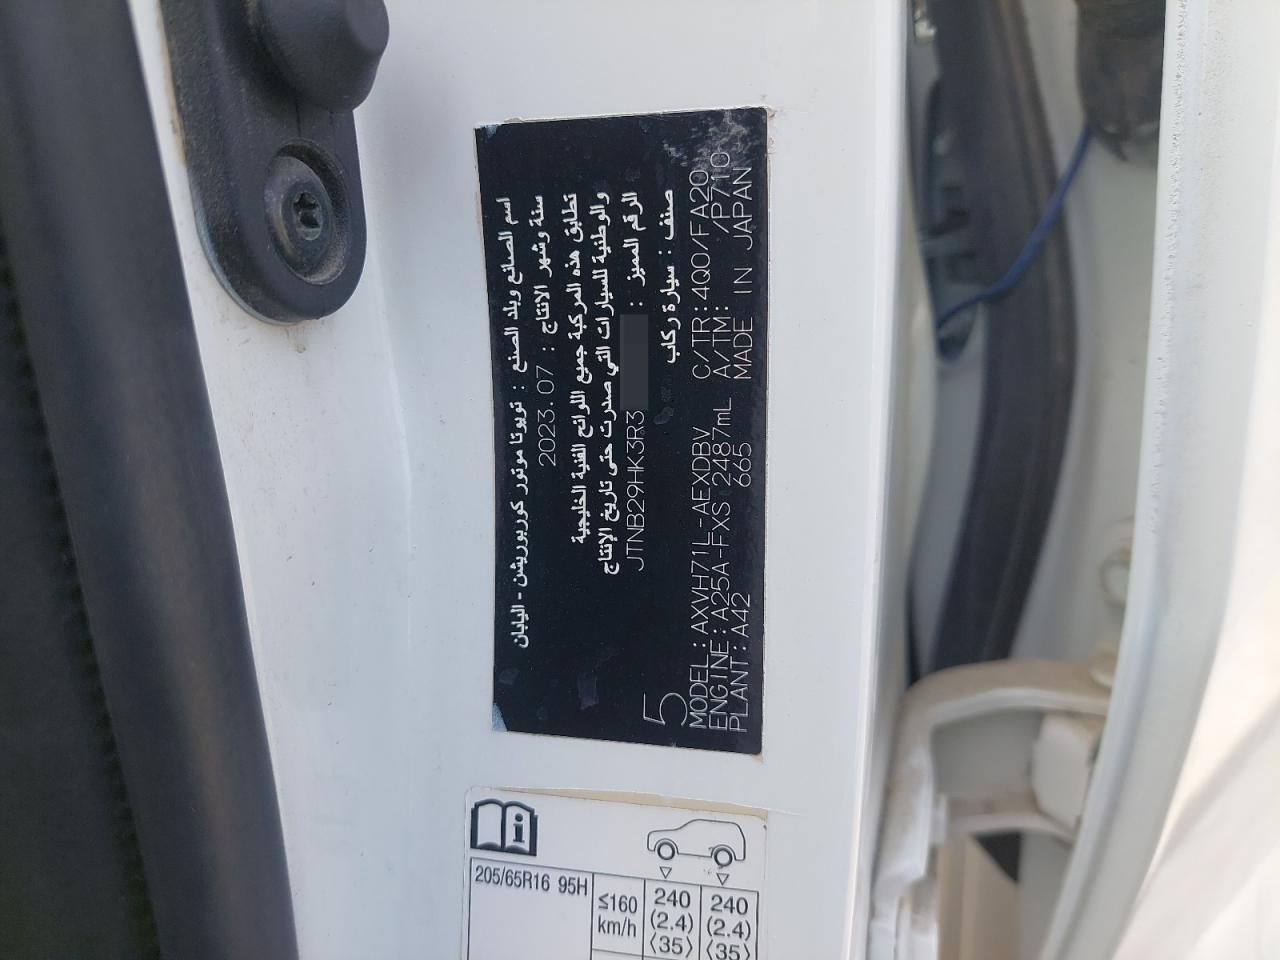 اسم الصانع وبلد الصنع : تويوتا موتور كوربوريشن - اليابان
سنة وشهر الانتاج : 2023.07
تطابق هذه المركبة جميع اللوائح الفنية الخليجية
والوطنية للسيارات التي صدرت حتى تاريخ الإنتاج
الرقم المميز : JTNB29HK3R3
صنف : سيارة ركاب
5
MODEL:AXVH71L-AEXDBV C/TR:4Q0/FA20
ENGINE:A25A-FXS 2487mL A/TM: /P710
PLANT:A42 665 MADE IN JAPAN
i
205/65R16 95H
≤160 km/h
240 240
(2.4) (2.4)
⟨35⟩ ⟨35⟩